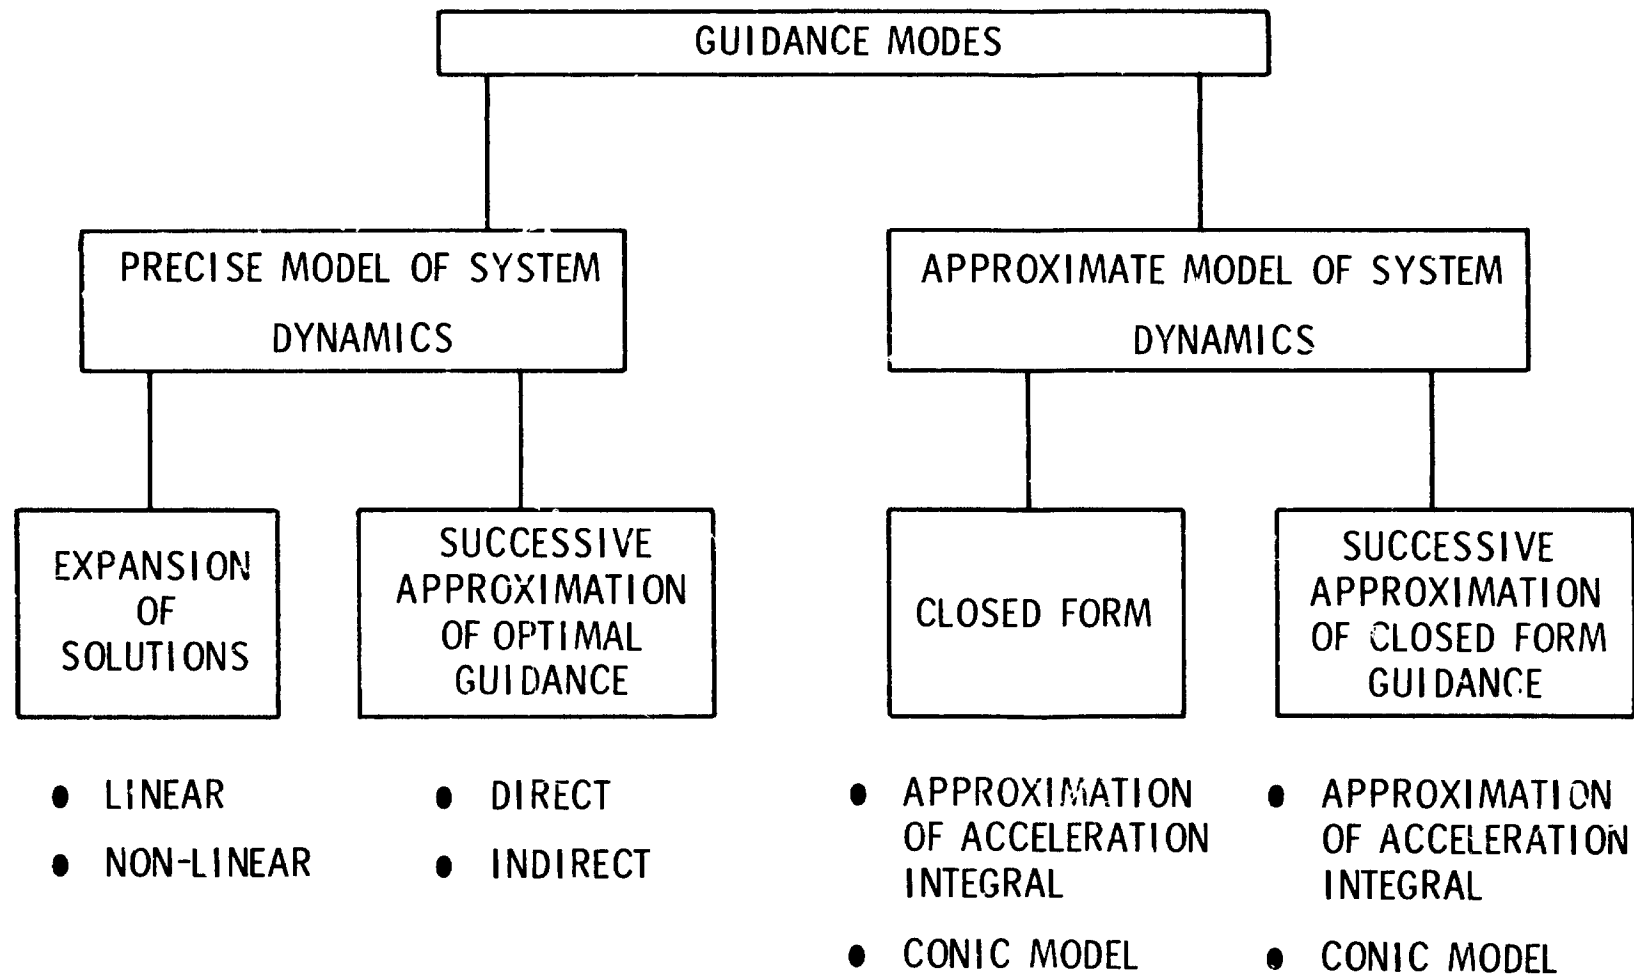 GUIDANCE MODES
PRECISE MODEL OF SYSTEM
DYNAMICS
APPROXIMATE MODEL OF SYSTEM
DYNAMICS
EXPANSION
OF
SOLUTIONS
SUCCESSIVE
APPROXIMATION
OF OPTIMAL
GUIDANCE
CLOSED FORM
SUCCESSIVE
APPROXIMATION
OF CLOSED FORM
GUIDANCE
● LINEAR
● NON-LINEAR
● DIRECT
● INDIRECT
● APPROXIMATION
OF ACCELERATION
INTEGRAL
● CONIC MODEL
● APPROXIMATION
OF ACCELERATION
INTEGRAL
● CONIC MODEL